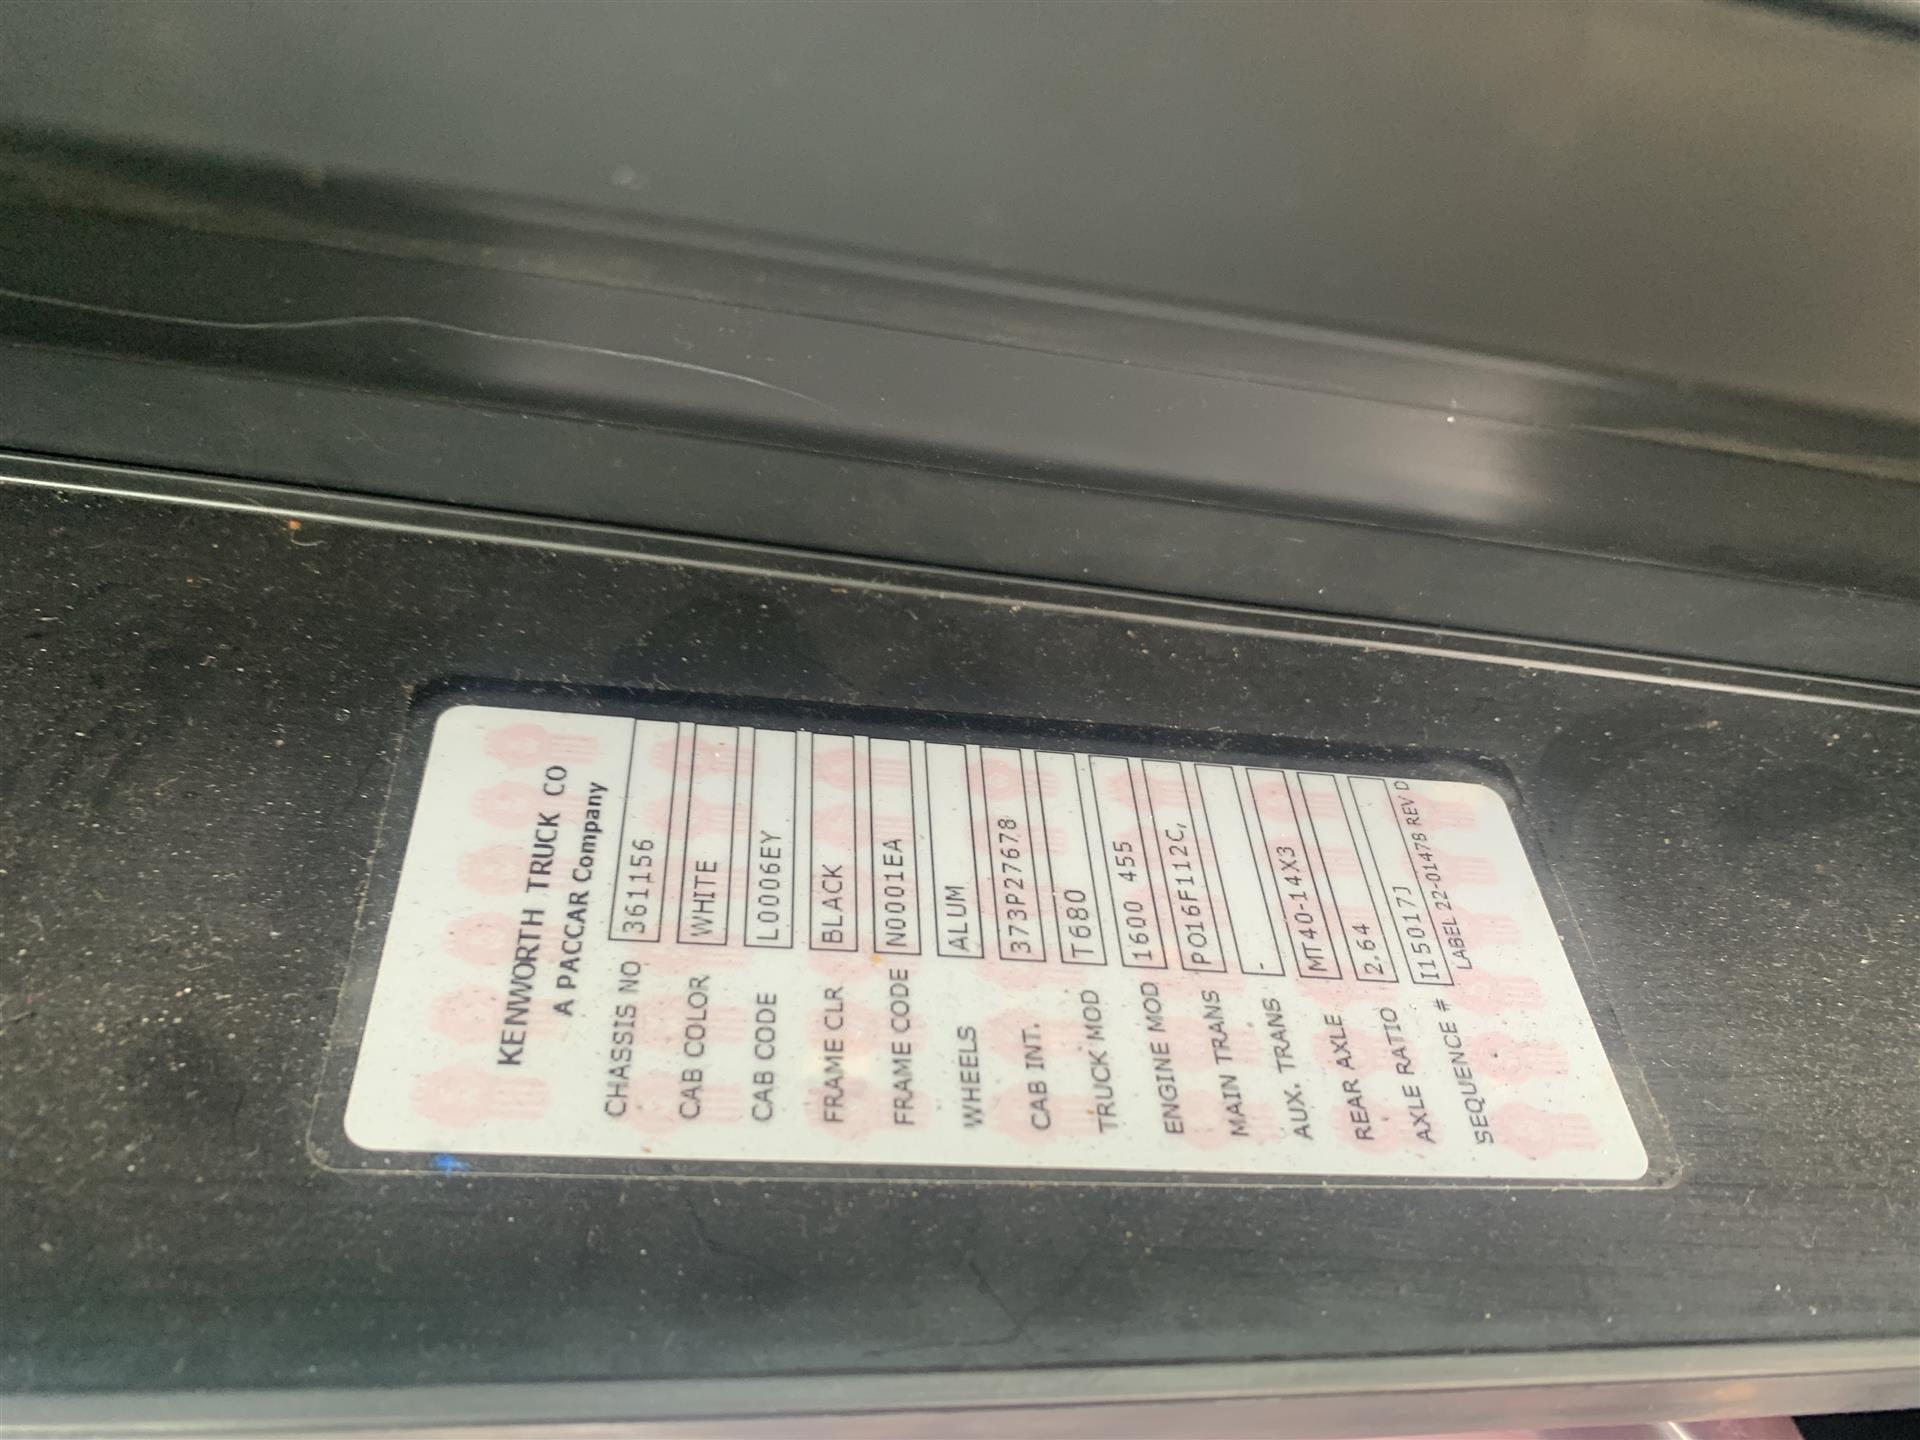 KENWORTH TRUCK CO
A PACCAR Company
CHASSIS NO 361156
CAB COLOR WHITE
CAB CODE L0006EY
FRAME CLR BLACK
FRAME CODE N0001EA
WHEELS ALUM
CAB INT. 373P27678
TRUCK MOD T680
ENGINE MOD 1600 455
MAIN TRANS PO16F112C,
AUX. TRANS -
REAR AXLE MT40-14X3
AXLE RATIO 2.64
SEQUENCE # I15017J
LABEL 22-01478 REV D